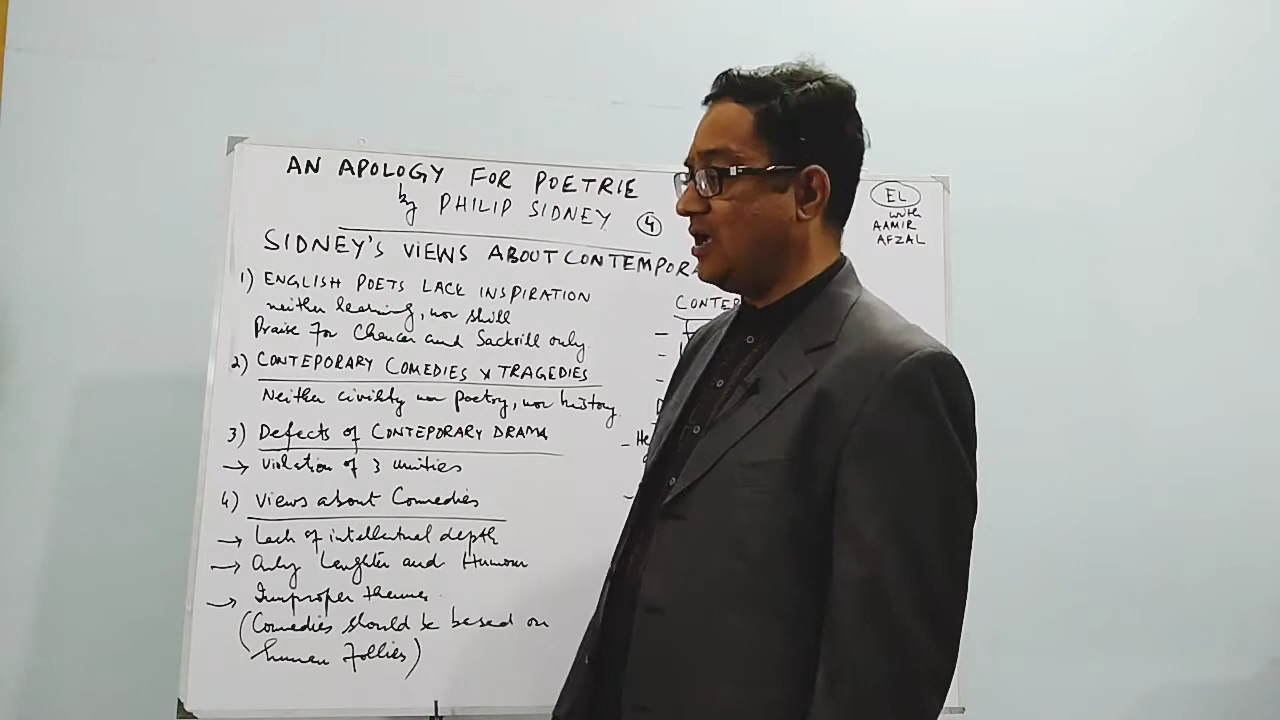 AN APOLOGY FOR POETRIE
by PHILIP SIDNEY
4
EL
with
AAMIR
AFZAL
SIDNEY'S VIEWS ABOUT CONTEMPORA
1) ENGLISH POETS LACK INSPIRATION
neither learning, nor skill
Praise for Chaucer and Sackvill only.
2) CONTEPORARY COMEDIES & TRAGEDIES
Neither civility nor poetry, nor history.
3) Defects of CONTEPORARY DRAMA
→ violation of 3 unities
4) Views about Comedies
→ Lack of intellectual depth
→ Only Laughter and Humour
→ Improper themes.
(Comedies should be based on
human follies)
CONTE
- He